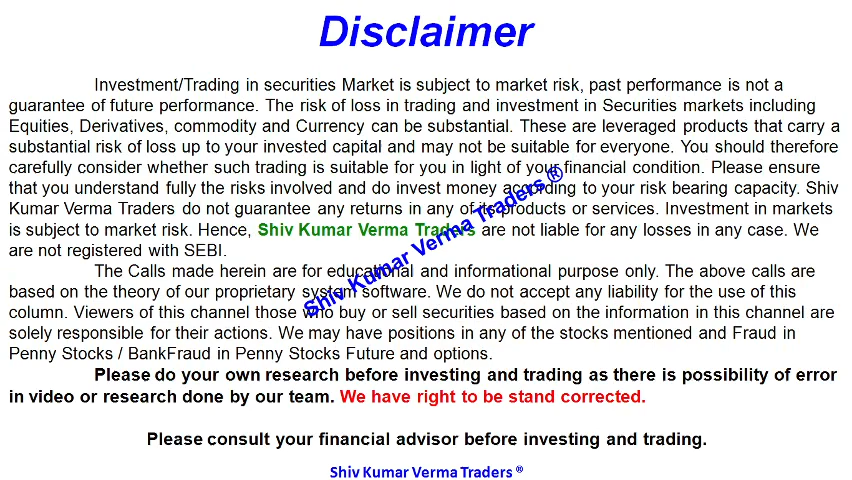 Disclaimer
Investment/Trading in securities Market is subject to market risk, past performance is not a
guarantee of future performance. The risk of loss in trading and investment in Securities markets including
Equities, Derivatives, commodity and Currency can be substantial. These are leveraged products that carry a
substantial risk of loss up to your invested capital and may not be suitable for everyone. You should therefore
carefully consider whether such trading is suitable for you in light of your financial condition. Please ensure
that you understand fully the risks involved and do invest money according to your risk bearing capacity. Shiv
Kumar Verma Traders do not guarantee any returns in any of its products or services. Investment in markets
is subject to market risk. Hence, Shiv Kumar Verma Traders are not liable for any losses in any case. We
are not registered with SEBI.
The Calls made herein are for educational and informational purpose only. The above calls are
based on the theory of our proprietary system software. We do not accept any liability for the use of this
column. Viewers of this channel those who buy or sell securities based on the information in this channel are
solely responsible for their actions. We may have positions in any of the stocks mentioned and Fraud in
Penny Stocks / BankFraud in Penny Stocks Future and options.
Please do your own research before investing and trading as there is possibility of error
in video or research done by our team. We have right to be stand corrected.
Please consult your financial advisor before investing and trading.
Shiv Kumar Verma Traders ®
Shiv Kumar Verma Traders ®